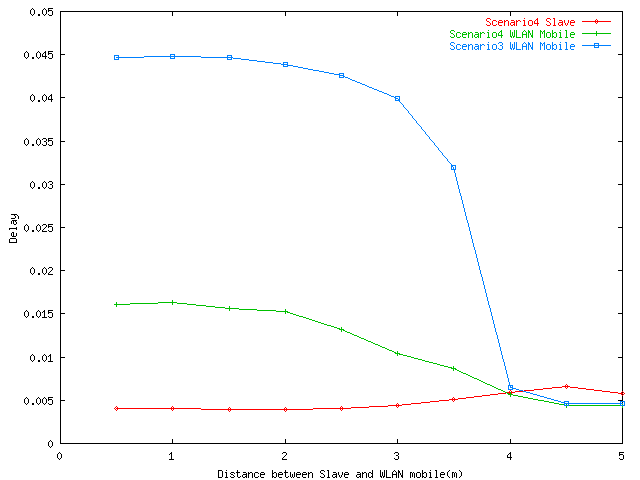 0.05
0.045
0.04
0.035
0.03
0.025
0.02
0.015
0.01
0.005
0
Delay
Scenario4 Slave
Scenario4 WLAN Mobile
Scenario3 WLAN Mobile
0 1 2 3 4 5
Distance between Slave and WLAN mobile(m)